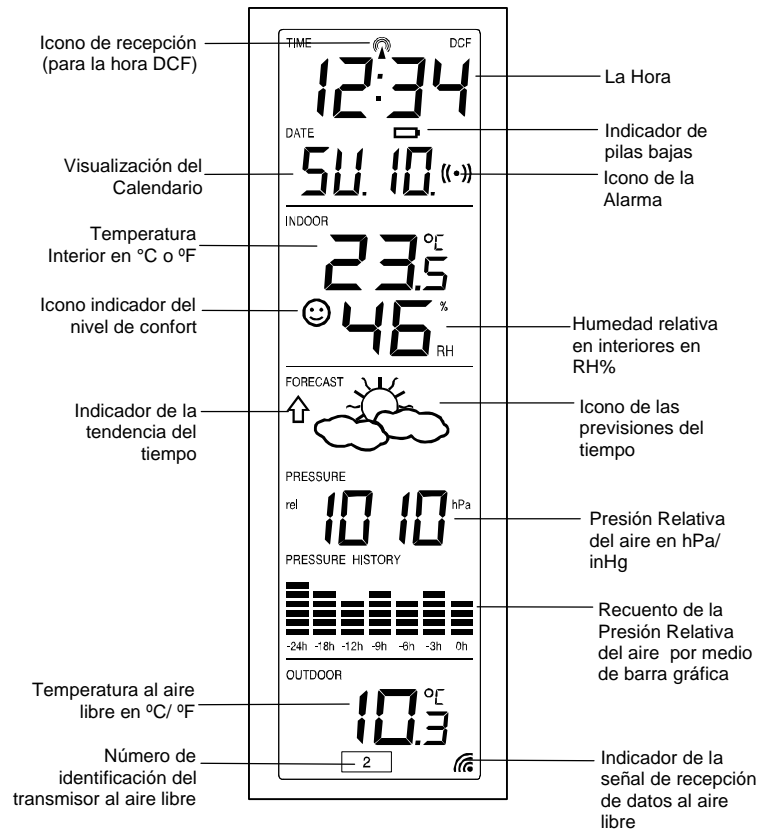 Icono de recepción
(para la hora DCF)
TIME
DCF
12:34
La Hora
DATE
Indicador de
pilas bajas
SU. 10.
Visualización del
Calendario
Icono de la
Alarma
INDOOR
Temperatura
Interior en °C o ºF
23.5 °C
Icono indicador del
nivel de confort
46 %
RH
Humedad relativa
en interiores en
RH%
FORECAST
Indicador de la
tendencia del
tiempo
Icono de las
previsiones del
tiempo
PRESSURE
rel 1010 hPa
Presión Relativa
del aire en hPa/
inHg
PRESSURE HISTORY
-24h -18h -12h -9h -6h -3h 0h
Recuento de la
Presión Relativa
del aire por medio
de barra gráfica
OUTDOOR
Temperatura al aire
libre en ºC/ ºF
10.3 °C
2
Número de
identificación del
transmisor al aire libre
Indicador de la
señal de recepción
de datos al aire
libre